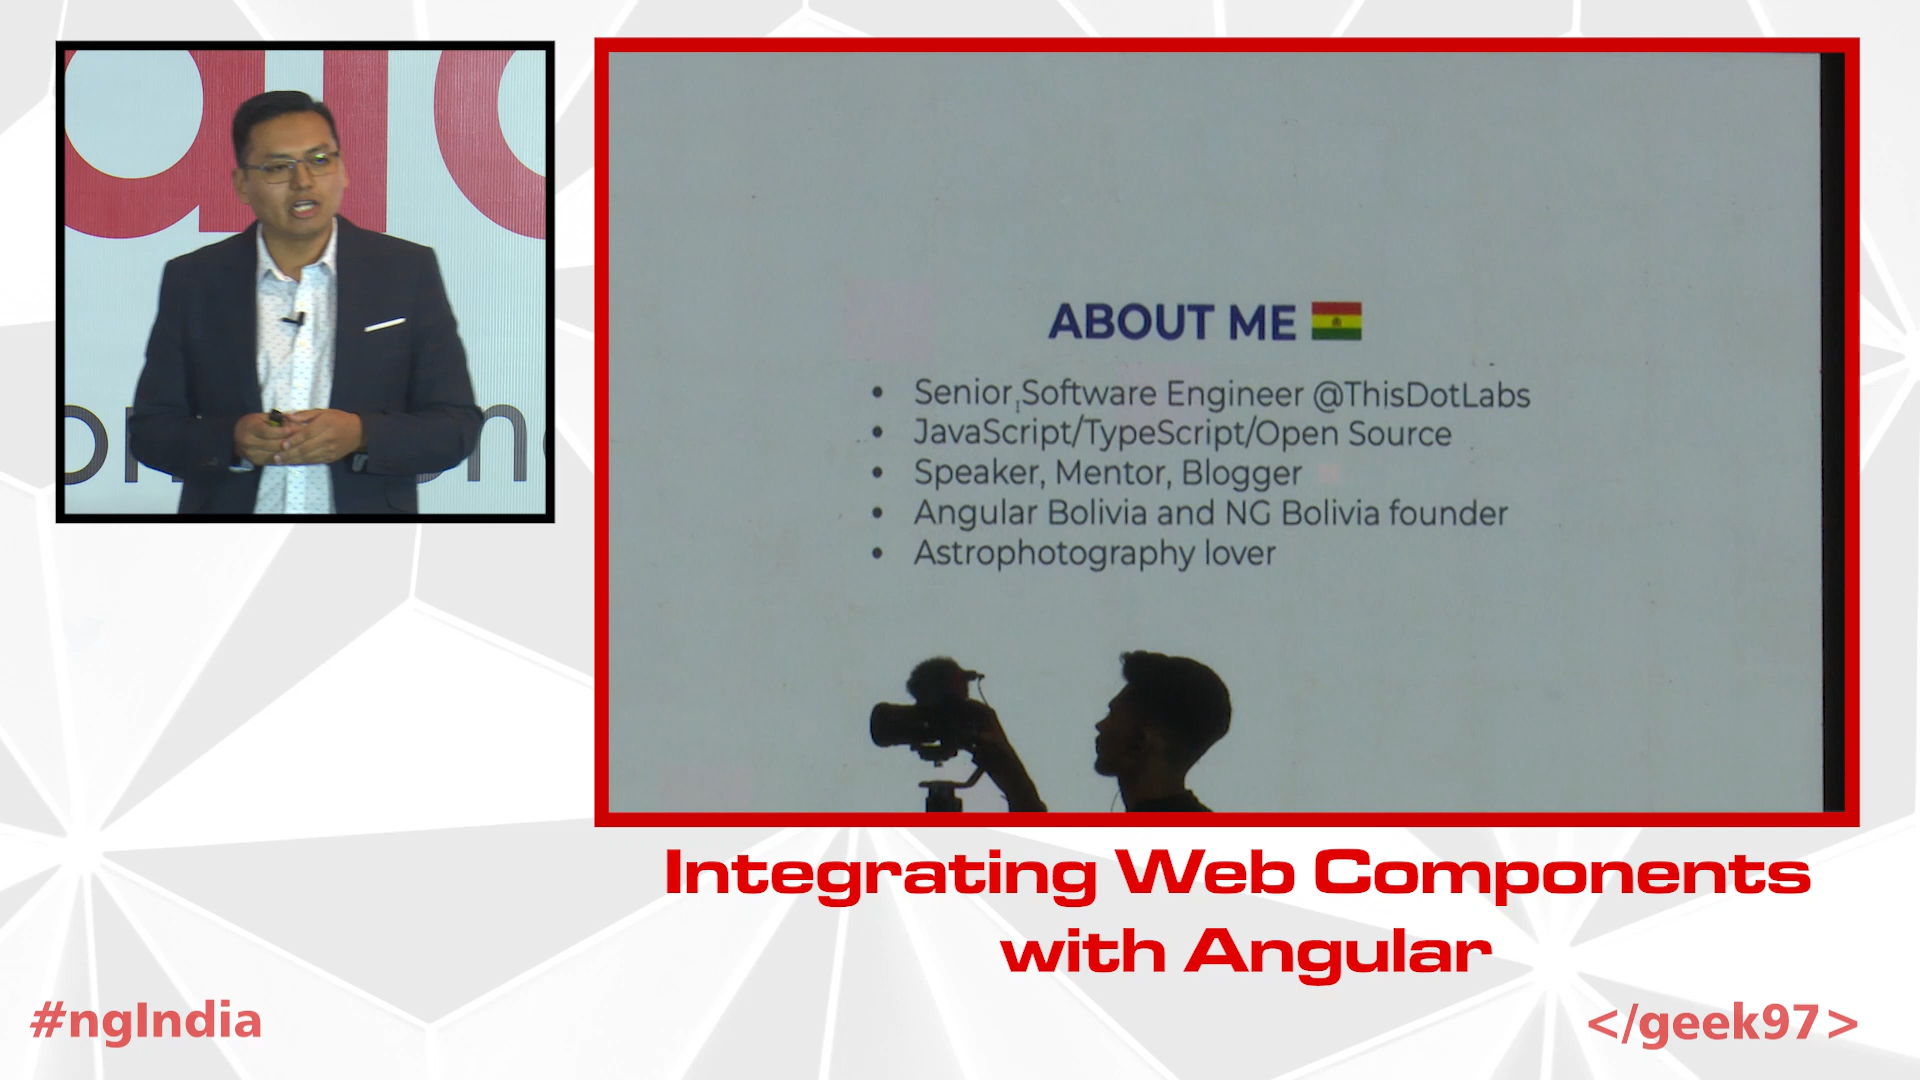 ABOUT ME
• Senior Software Engineer @ThisDotLabs
• JavaScript/TypeScript/Open Source
• Speaker, Mentor, Blogger
• Angular Bolivia and NG Bolivia founder
• Astrophotography lover
Integrating Web Components
with Angular
#ngIndia
</geek97>